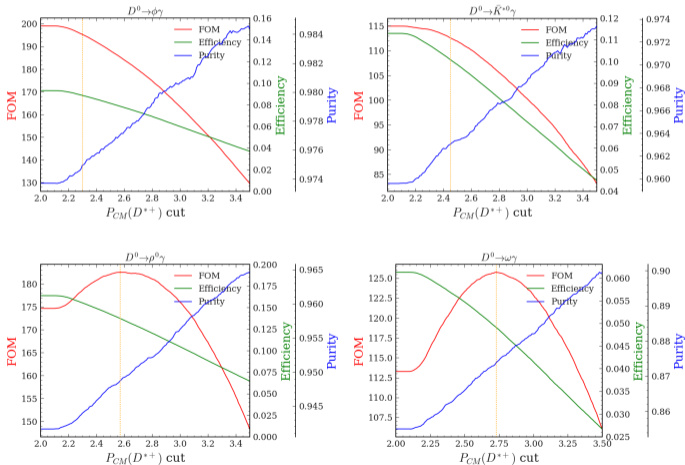 D⁰→ϕγ
FOM
Efficiency
Purity
200
190
180
170
160
150
140
130
FOM
0.16
0.14
0.12
0.10
0.08
0.06
0.04
0.02
0.00
Efficiency
0.984
0.982
0.980
0.978
0.976
0.974
Purity
2.0 2.2 2.4 2.6 2.8 3.0 3.2 3.4
P_CM(D*⁺) cut
D⁰→K̄*⁰γ
FOM
Efficiency
Purity
115
110
105
100
95
90
85
FOM
0.12
0.11
0.10
0.09
0.08
0.07
0.06
0.05
0.04
Efficiency
0.974
0.972
0.970
0.968
0.966
0.964
0.962
0.960
Purity
2.0 2.2 2.4 2.6 2.8 3.0 3.2 3.4
P_CM(D*⁺) cut
D⁰→ρ⁰γ
FOM
Efficiency
Purity
180
175
170
165
160
155
150
FOM
0.200
0.175
0.150
0.125
0.100
0.075
0.050
0.025
0.000
Efficiency
0.965
0.960
0.955
0.950
0.945
Purity
2.0 2.2 2.4 2.6 2.8 3.0 3.2 3.4
P_CM(D*⁺) cut
D⁰→ωγ
FOM
Efficiency
Purity
125.0
122.5
120.0
117.5
115.0
112.5
110.0
107.5
FOM
0.060
0.055
0.050
0.045
0.040
0.035
0.030
0.025
Efficiency
0.90
0.89
0.88
0.87
0.86
Purity
2.00 2.25 2.50 2.75 3.00 3.25 3.50
P_CM(D*⁺) cut